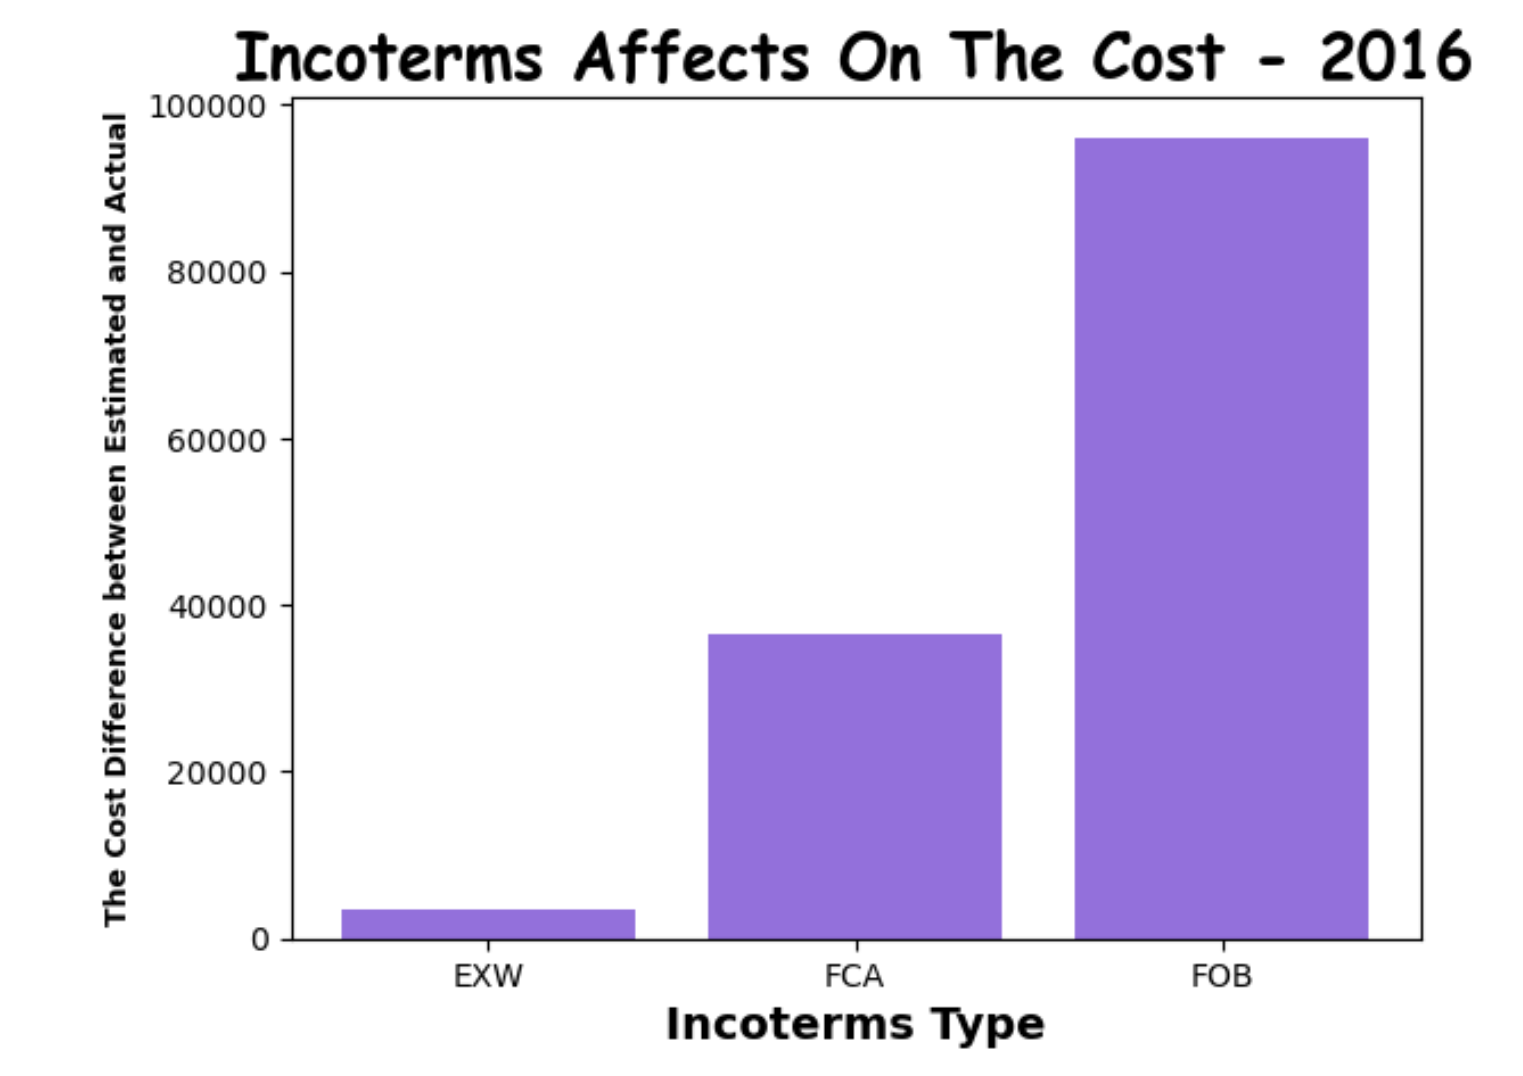 Incoterms Affects On The Cost - 2016
The Cost Difference between Estimated and Actual
100000
80000
60000
40000
20000
0
EXW FCA FOB
Incoterms Type